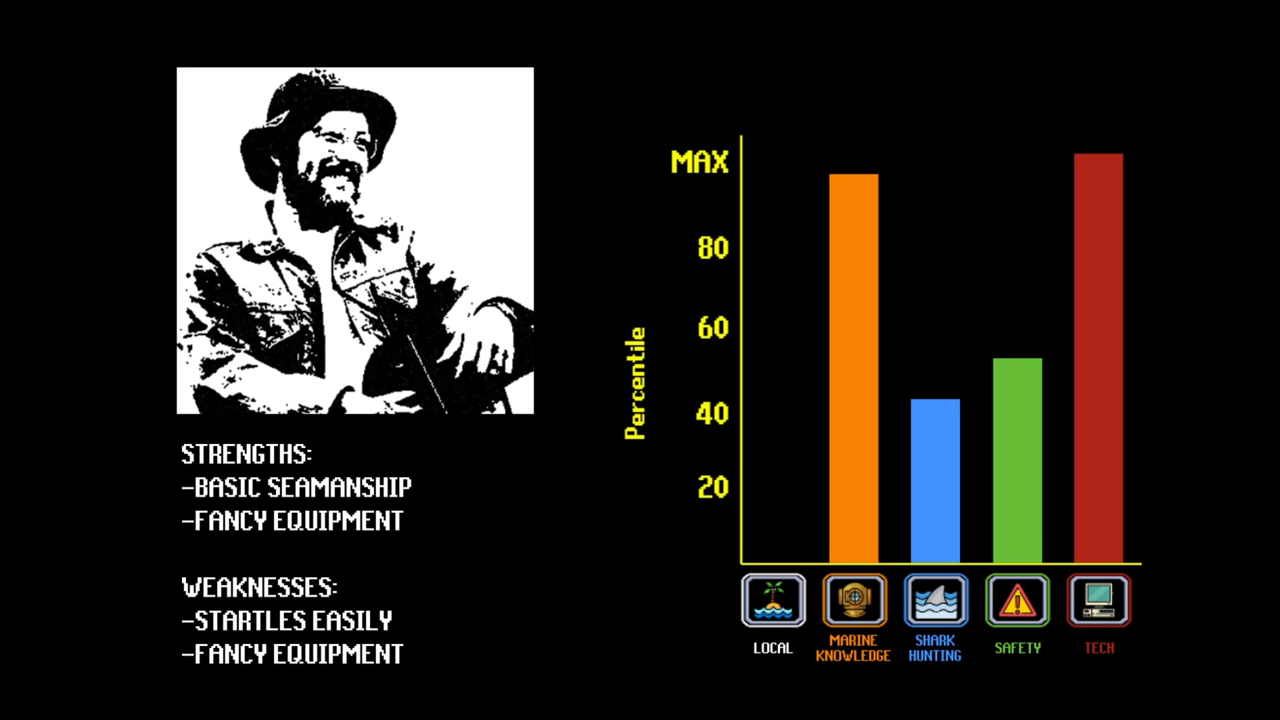 STRENGTHS:
-BASIC SEAMANSHIP
-FANCY EQUIPMENT
WEAKNESSES:
-STARTLES EASILY
-FANCY EQUIPMENT
Percentile
MAX
80
60
40
20
LOCAL
MARINE
KNOWLEDGE
SHARK
HUNTING
SAFETY
TECH